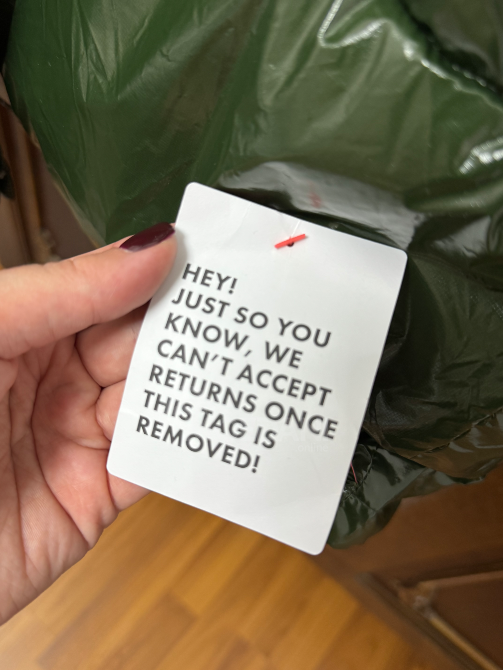 HEY!
JUST SO YOU
KNOW, WE
CAN'T ACCEPT
RETURNS ONCE
THIS TAG IS
REMOVED!